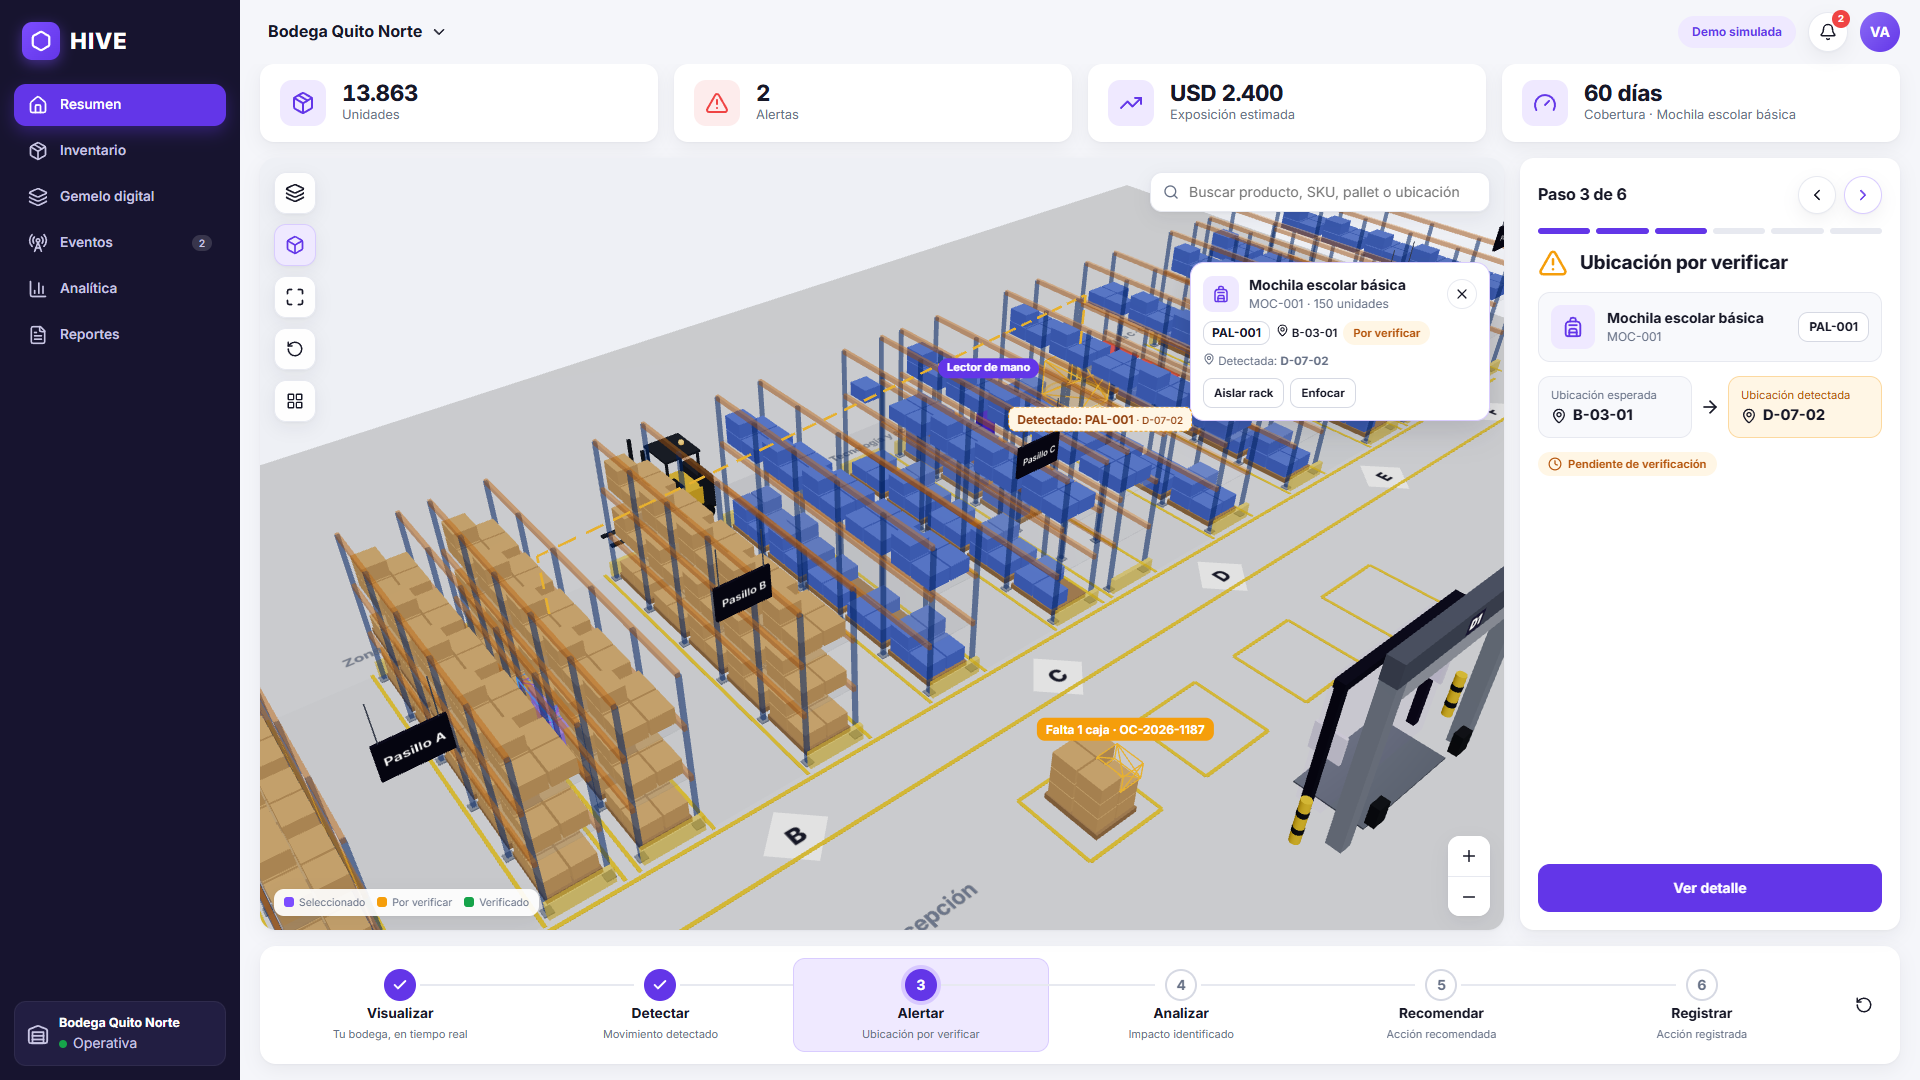 HIVE
Resumen
Inventario
Gemelo digital
Eventos
2
Analítica
Reportes
Bodega Quito Norte
Operativa
Bodega Quito Norte
Demo simulada
2
VA
13.863
Unidades
2
Alertas
USD 2.400
Exposición estimada
60 días
Cobertura · Mochila escolar básica
Buscar producto, SKU, pallet o ubicación
Mochila escolar básica
MOC-001 · 150 unidades
PAL-001
B-03-01
Por verificar
Detectada: D-07-02
Aislar rack
Enfocar
Lector de mano
Detectado: PAL-001 · D-07-02
Pasillo C
Pasillo B
Pasillo A
E
D
C
B
D1
Falta 1 caja · OC-2026-1187
Seleccionado
Por verificar
Verificado
Paso 3 de 6
Ubicación por verificar
Mochila escolar básica
MOC-001
PAL-001
Ubicación esperada
B-03-01
Ubicación detectada
D-07-02
Pendiente de verificación
Ver detalle
Visualizar
Tu bodega, en tiempo real
Detectar
Movimiento detectado
3
Alertar
Ubicación por verificar
4
Analizar
Impacto identificado
5
Recomendar
Acción recomendada
6
Registrar
Acción registrada